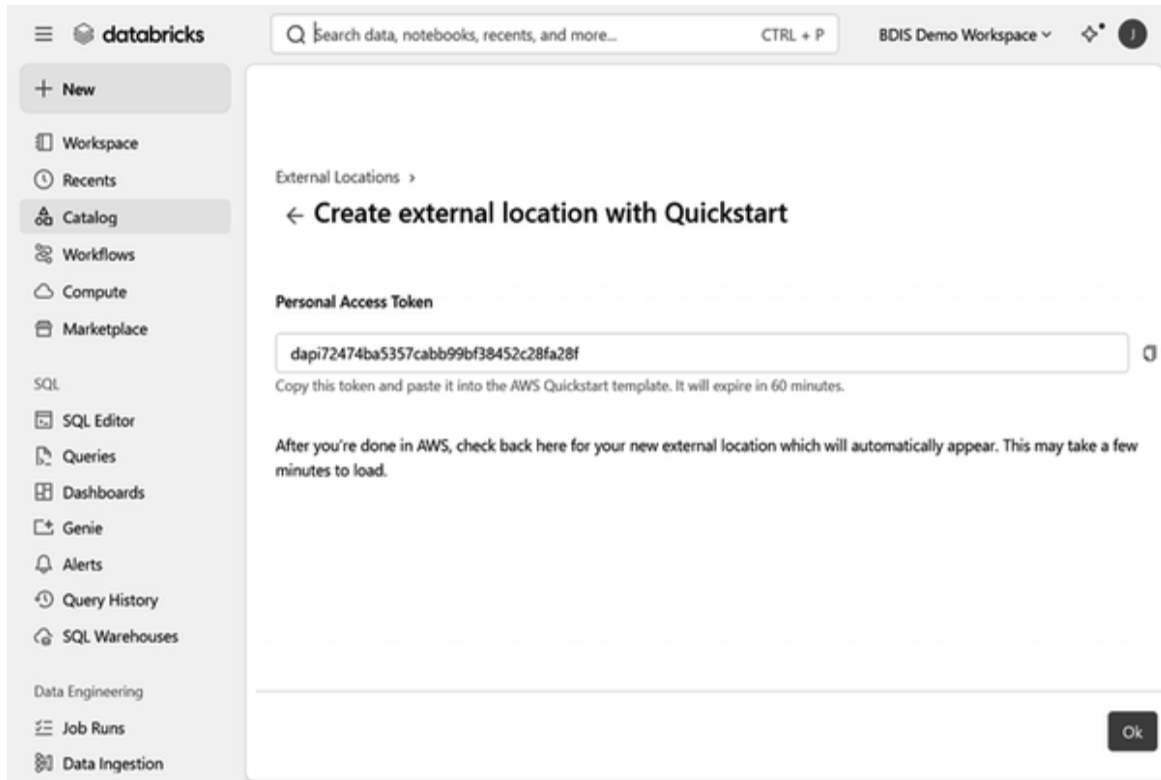 databricks
Search data, notebooks, recents, and more...
CTRL + P
BDIS Demo Workspace
J
New
Workspace
Recents
Catalog
Workflows
Compute
Marketplace
SQL
SQL Editor
Queries
Dashboards
Genie
Alerts
Query History
SQL Warehouses
Data Engineering
Job Runs
Data Ingestion
External Locations >
← Create external location with Quickstart
Personal Access Token
dapi72474ba5357cabb99bf38452c28fa28f
Copy this token and paste it into the AWS Quickstart template. It will expire in 60 minutes.
After you're done in AWS, check back here for your new external location which will automatically appear. This may take a few
minutes to load.
Ok